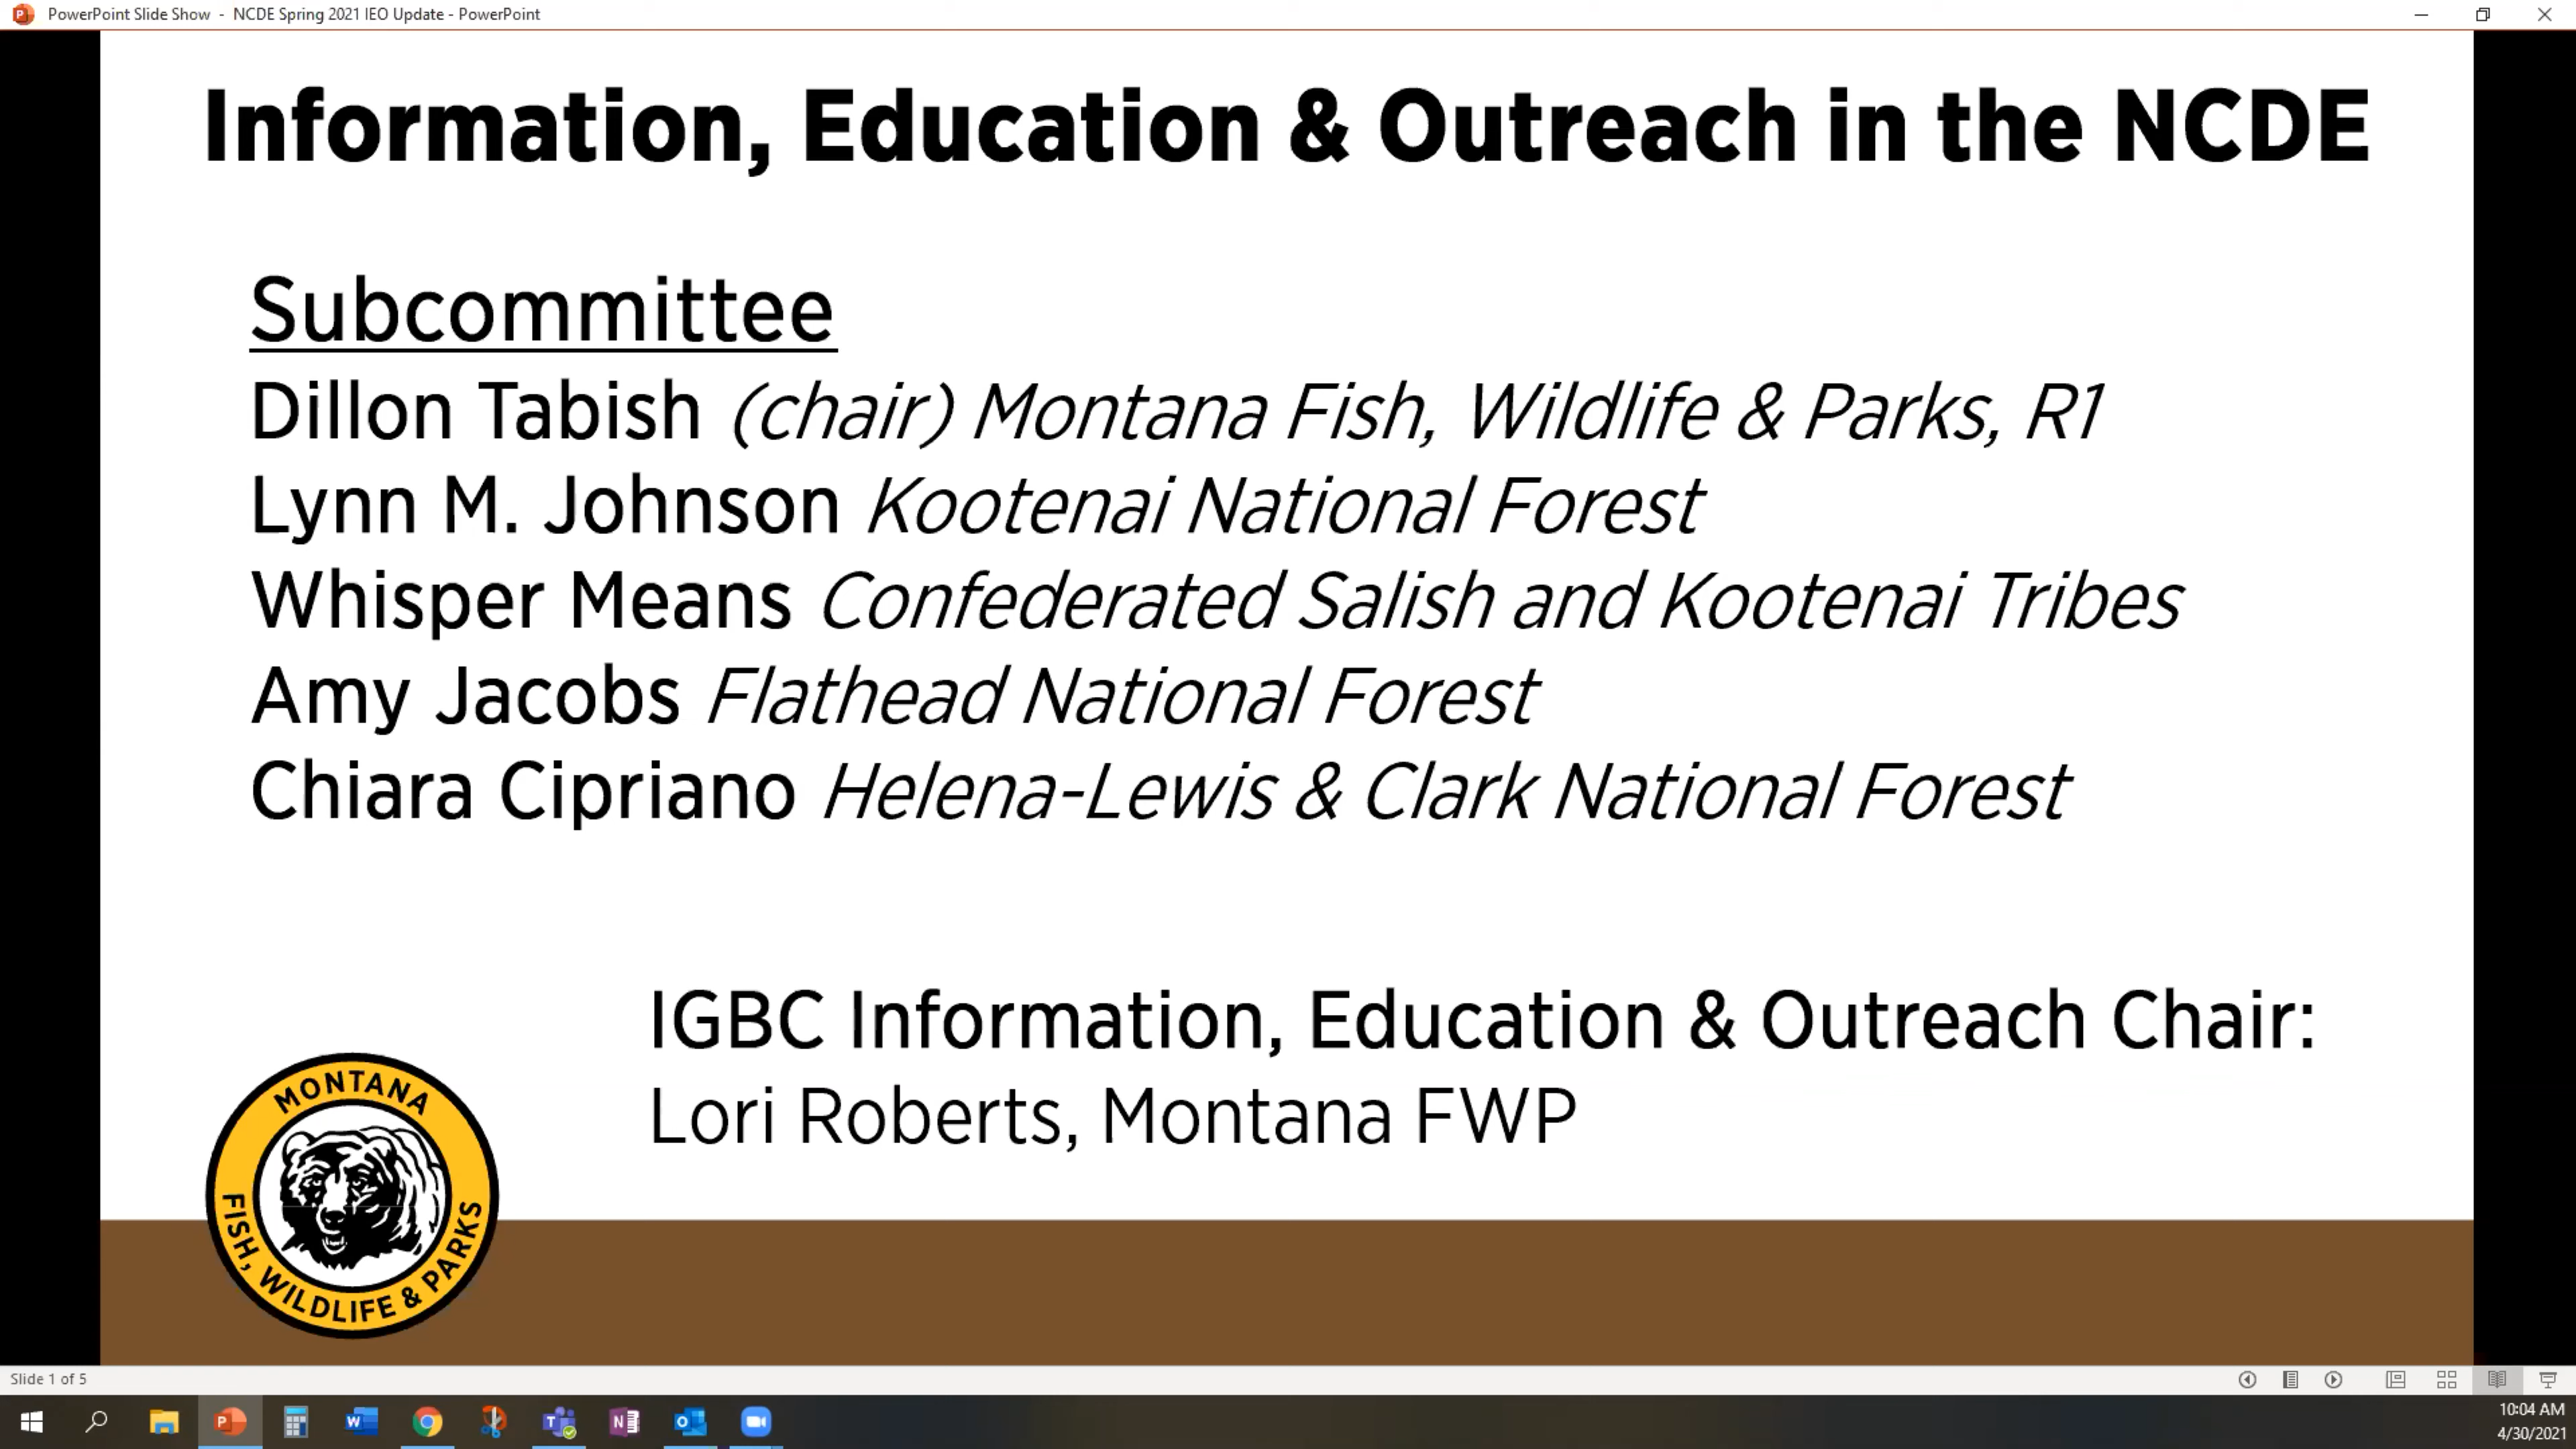 PowerPoint Slide Show - NCDE Spring 2021 IEO Update - PowerPoint
Information, Education & Outreach in the NCDE
Subcommittee
Dillon Tabish (chair) Montana Fish, Wildlife & Parks, R1
Lynn M. Johnson Kootenai National Forest
Whisper Means Confederated Salish and Kootenai Tribes
Amy Jacobs Flathead National Forest
Chiara Cipriano Helena-Lewis & Clark National Forest
IGBC Information, Education & Outreach Chair:
Lori Roberts, Montana FWP
MONTANA
FISH, WILDLIFE & PARKS
Slide 1 of 5
10:04 AM
4/30/2021